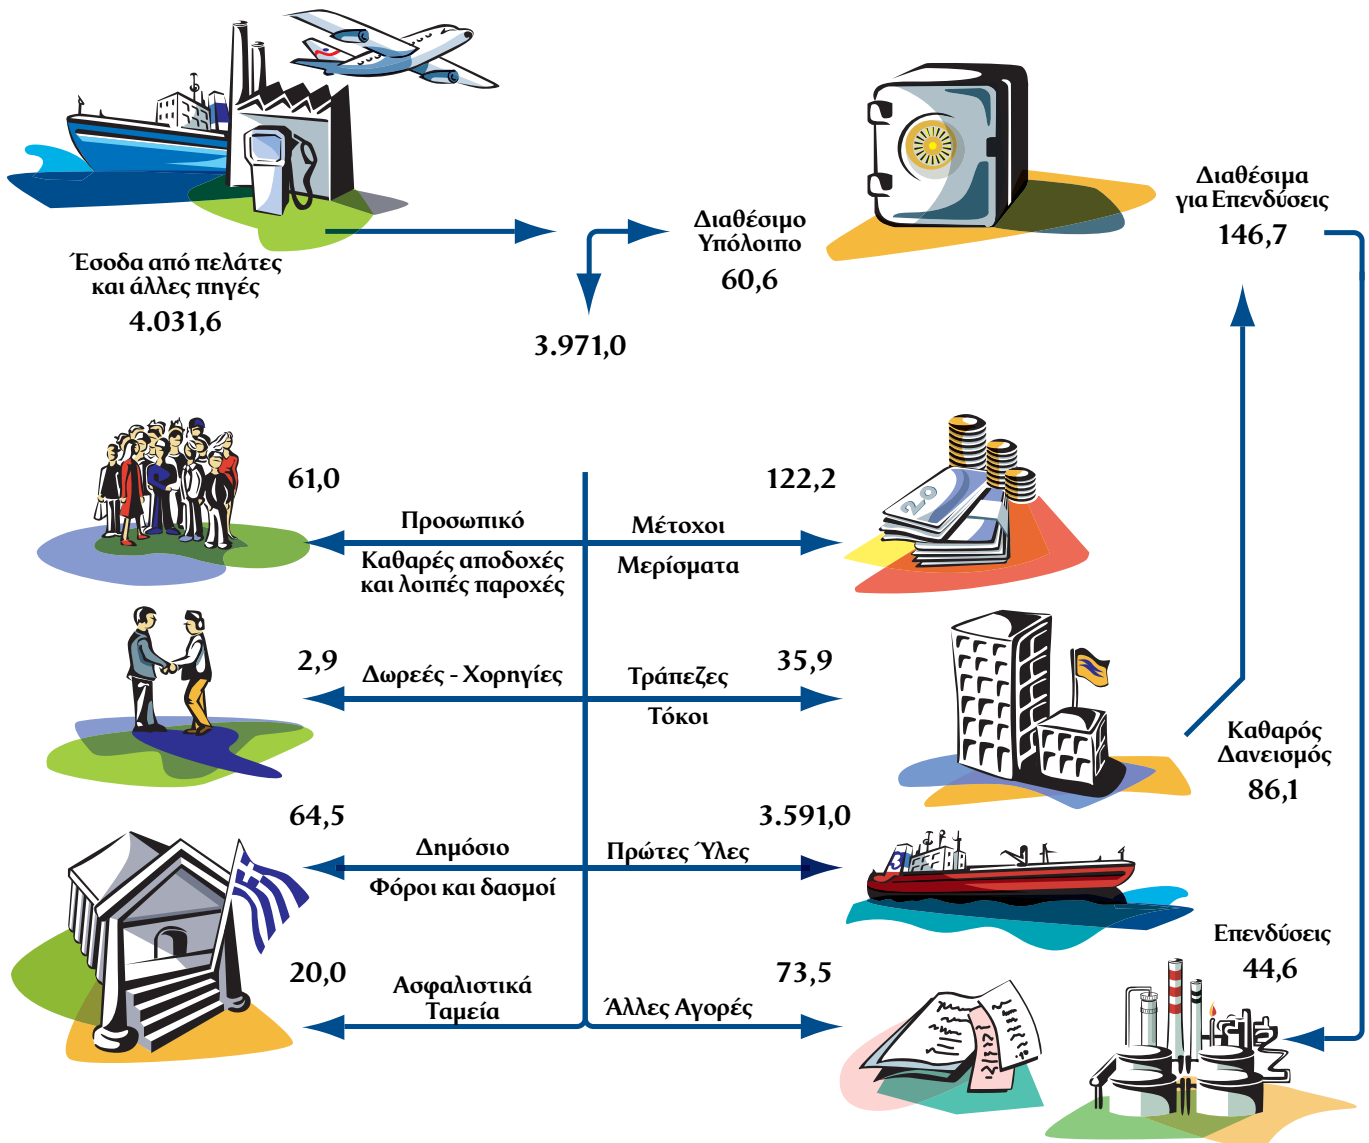 Έσοδα από πελάτες
και άλλες πηγές
4.031,6
Διαθέσιμο
Υπόλοιπο
60,6
3.971,0
Διαθέσιμα
για Επενδύσεις
146,7
61,0
Προσωπικό
Καθαρές αποδοχές
και λοιπές παροχές
122,2
Μέτοχοι
Μερίσματα
20
2,9
Δωρεές - Χορηγίες
35,9
Τράπεζες
Τόκοι
Καθαρός
Δανεισμός
86,1
64,5
Δημόσιο
Φόροι και δασμοί
3.591,0
Πρώτες Ύλες
3
20,0
Ασφαλιστικά
Ταμεία
73,5
Άλλες Αγορές
Επενδύσεις
44,6